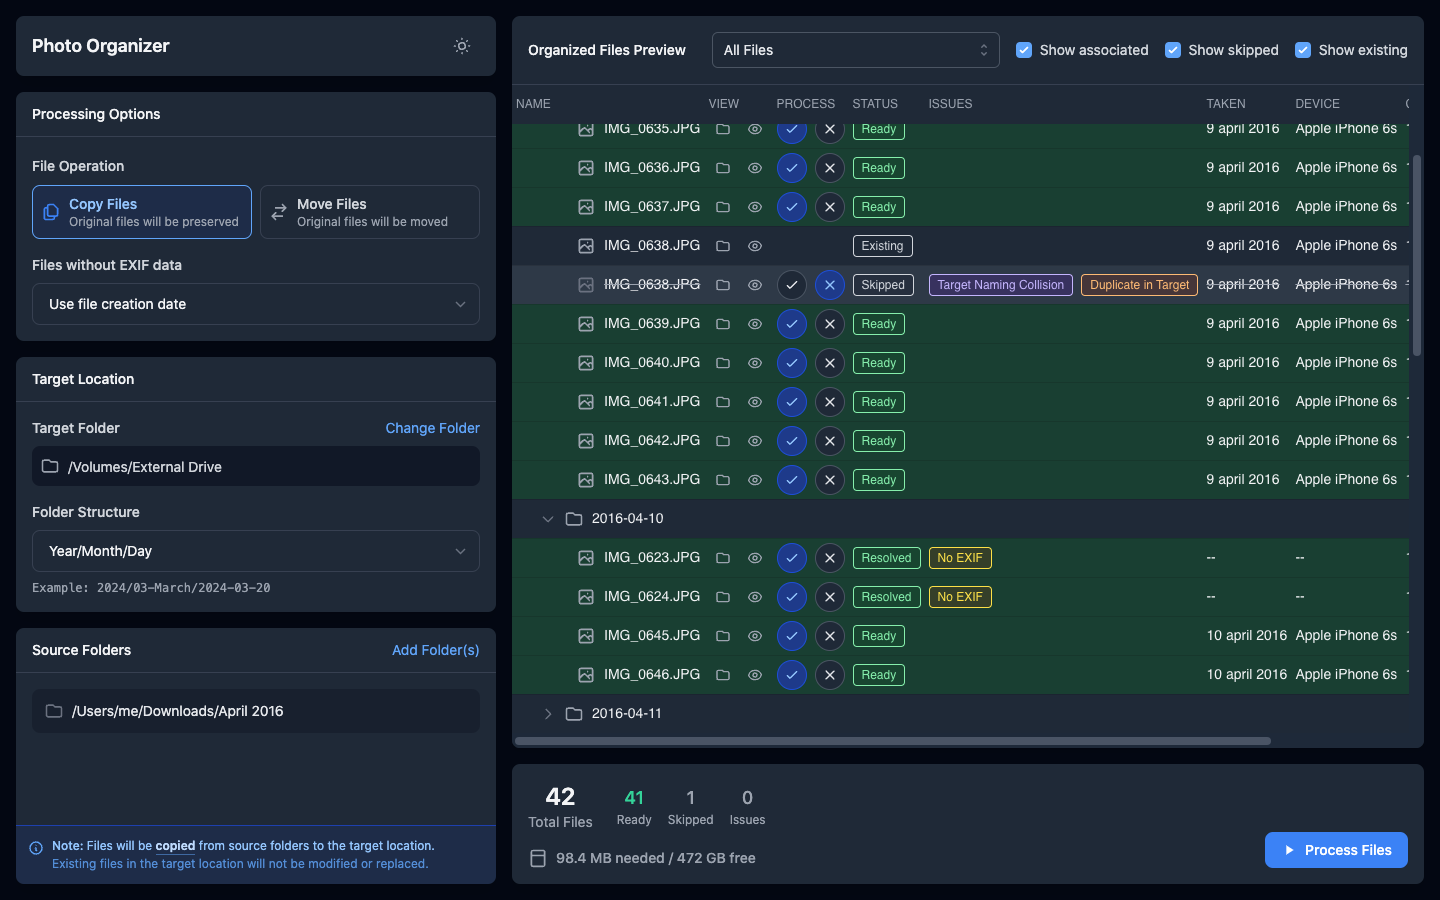 Photo Organizer
Processing Options
File Operation
Copy Files
Original files will be preserved
Move Files
Original files will be moved
Files without EXIF data
Use file creation date
Target Location
Target Folder
Change Folder
/Volumes/External Drive
Folder Structure
Year/Month/Day
Example: 2024/03-March/2024-03-20
Source Folders
Add Folder(s)
/Users/me/Downloads/April 2016
Note: Files will be copied from source folders to the target location.
Existing files in the target location will not be modified or replaced.
Organized Files Preview
All Files
Show associated
Show skipped
Show existing
NAME VIEW PROCESS STATUS ISSUES TAKEN DEVICE
IMG_0635.JPG Ready 9 april 2016 Apple iPhone 6s
IMG_0636.JPG Ready 9 april 2016 Apple iPhone 6s
IMG_0637.JPG Ready 9 april 2016 Apple iPhone 6s
IMG_0638.JPG Existing 9 april 2016 Apple iPhone 6s
IMG_0638.JPG Skipped Target Naming Collision Duplicate in Target 9 april 2016 Apple iPhone 6s
IMG_0639.JPG Ready 9 april 2016 Apple iPhone 6s
IMG_0640.JPG Ready 9 april 2016 Apple iPhone 6s
IMG_0641.JPG Ready 9 april 2016 Apple iPhone 6s
IMG_0642.JPG Ready 9 april 2016 Apple iPhone 6s
IMG_0643.JPG Ready 9 april 2016 Apple iPhone 6s
2016-04-10
IMG_0623.JPG Resolved No EXIF -- --
IMG_0624.JPG Resolved No EXIF -- --
IMG_0645.JPG Ready 10 april 2016 Apple iPhone 6s
IMG_0646.JPG Ready 10 april 2016 Apple iPhone 6s
2016-04-11
42 41 1 0
Total Files Ready Skipped Issues
98.4 MB needed / 472 GB free
Process Files